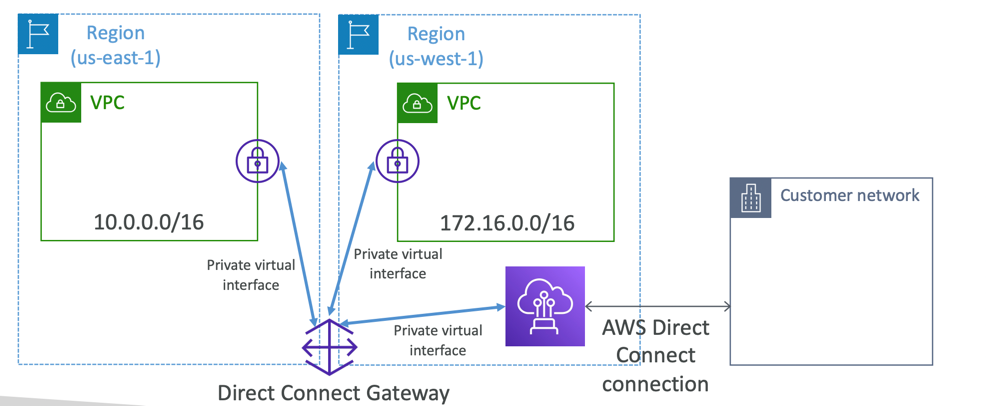 Region
(us-east-1)
Region
(us-west-1)
VPC
VPC
10.0.0.0/16
172.16.0.0/16
Customer network
Private virtual
interface
Private virtual
interface
Private virtual
interface
AWS Direct
Connect
connection
Direct Connect Gateway